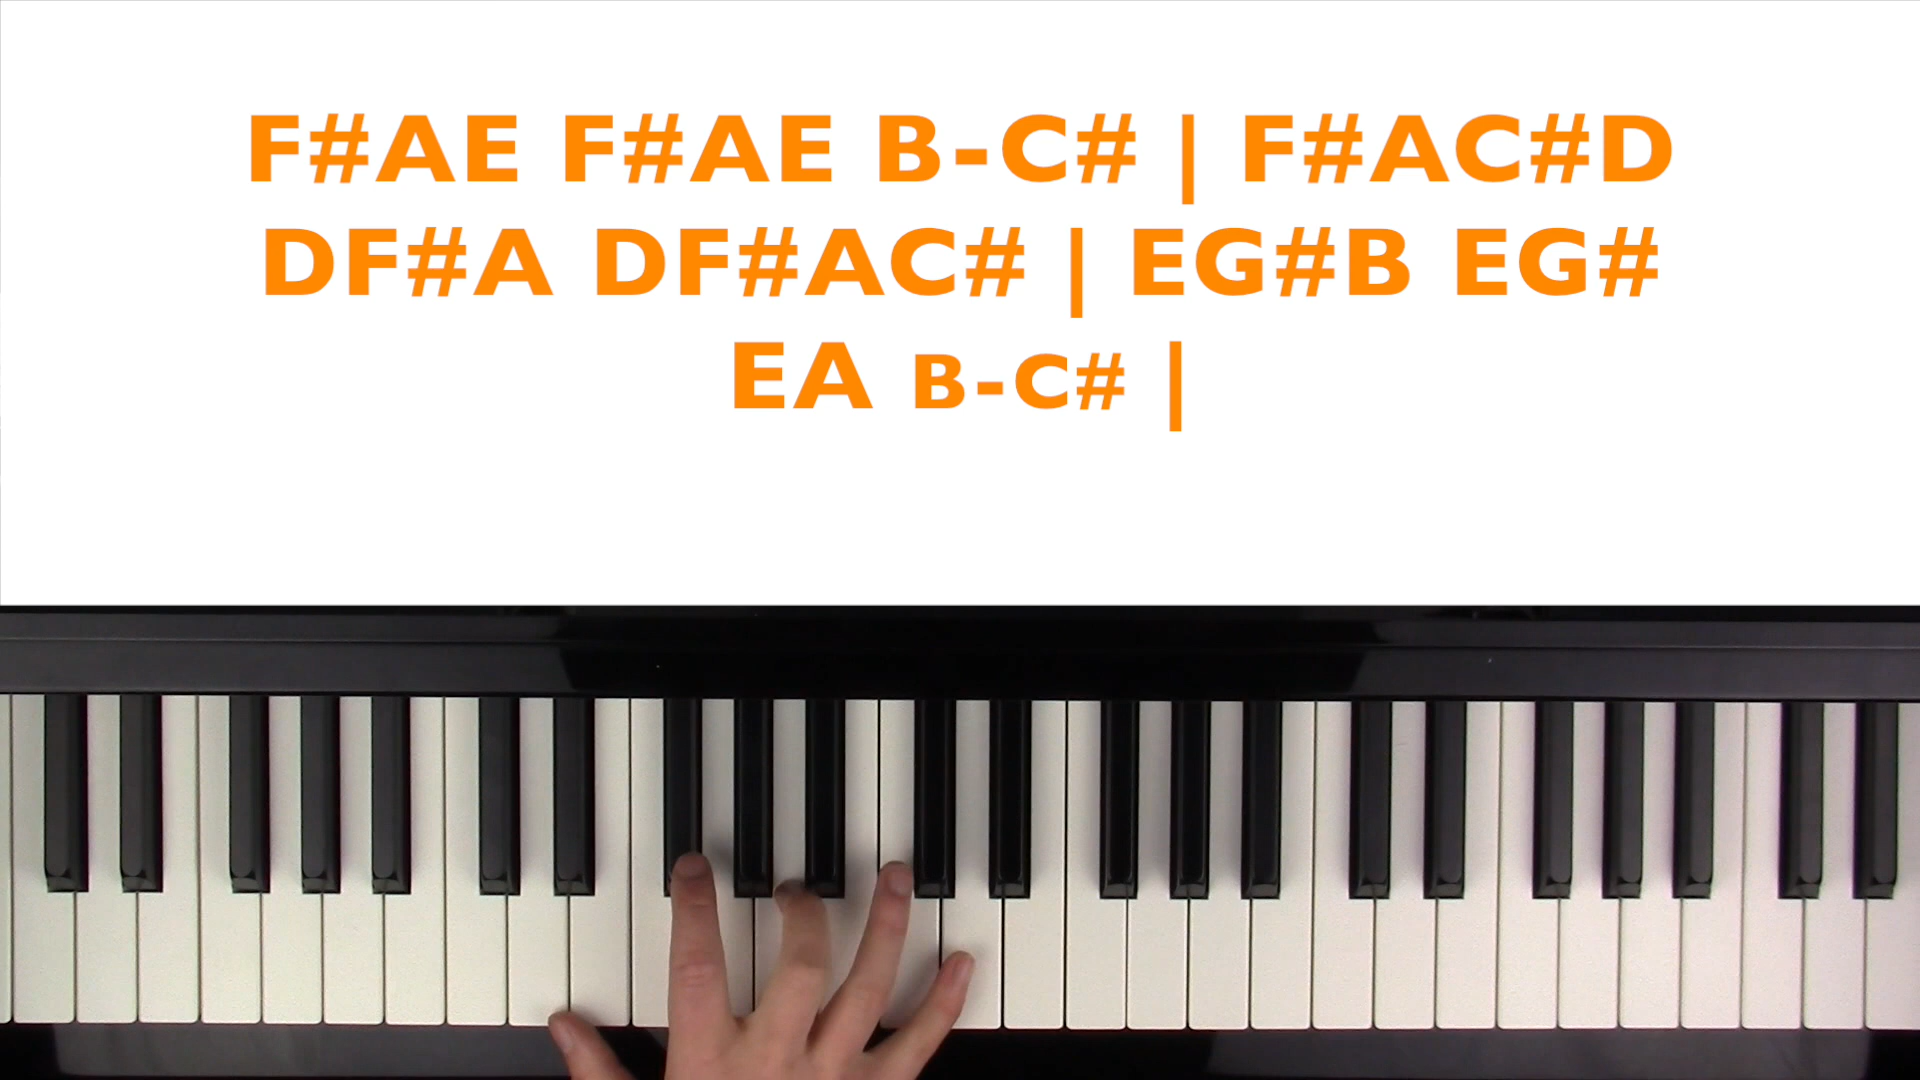 F#AE F#AE B-C# | F#AC#D
DF#A DF#AC# | EG#B EG#
EA B-C# |